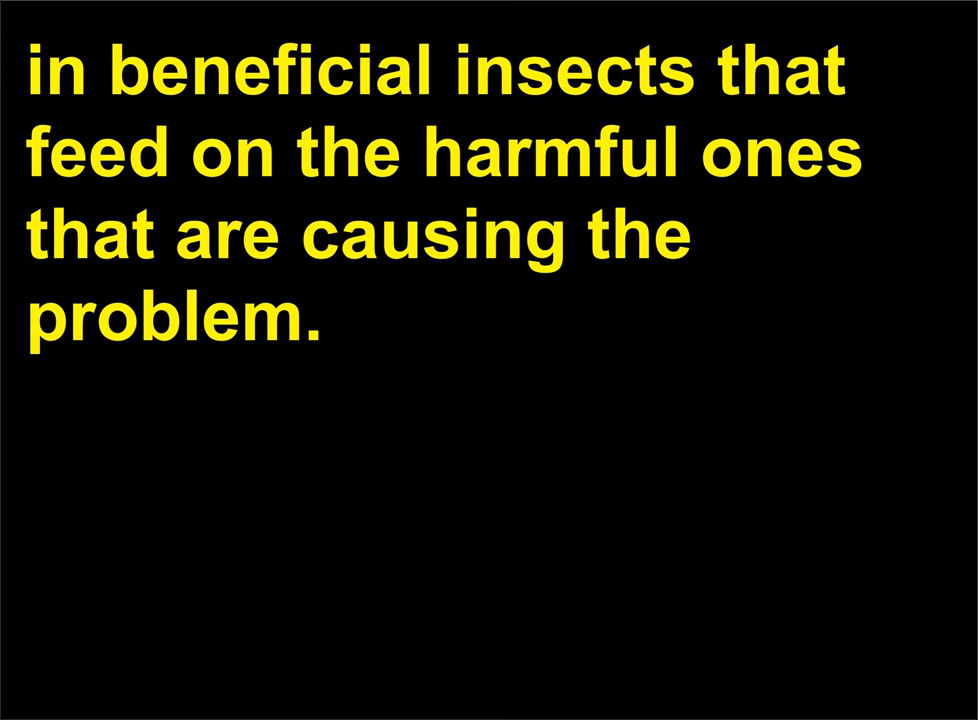 in beneficial insects that
feed on the harmful ones
that are causing the
problem.